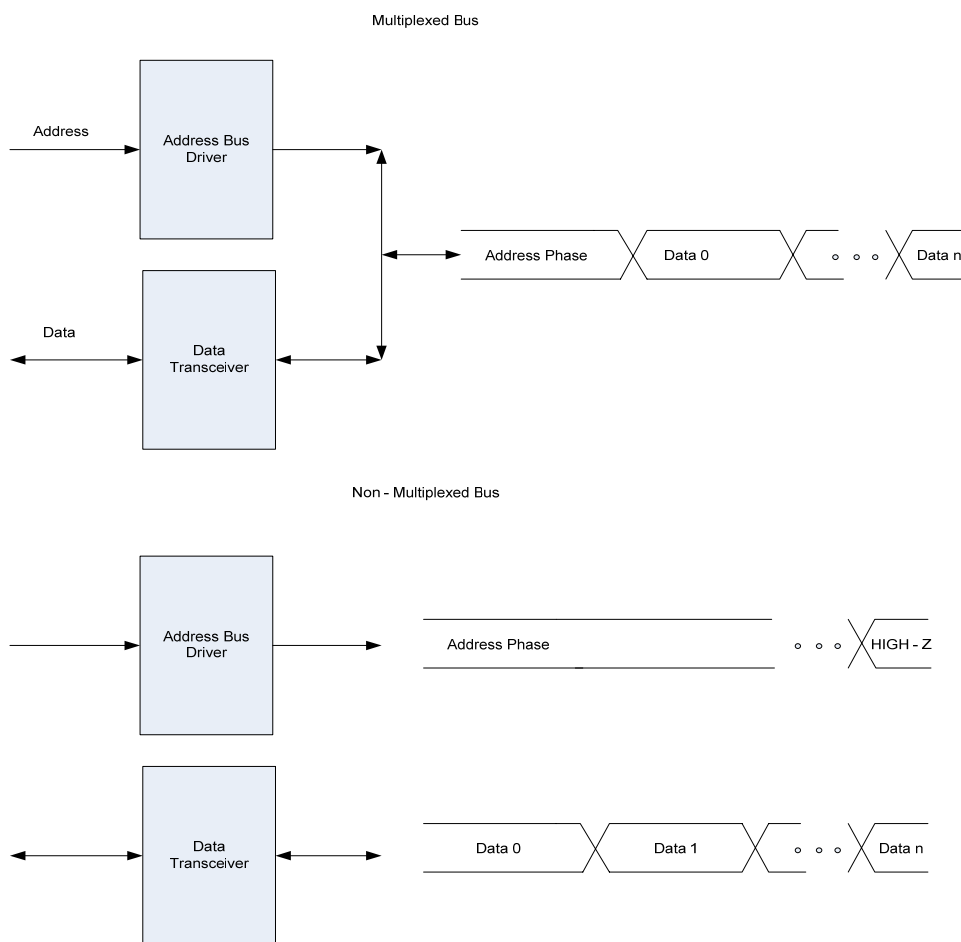 Multiplexed Bus
Address
Address Bus
Driver
Address Phase
Data 0
Data n
Data
Data
Transceiver
Non - Multiplexed Bus
Address Bus
Driver
Address Phase
HIGH - Z
Data
Transceiver
Data 0
Data 1
Data n